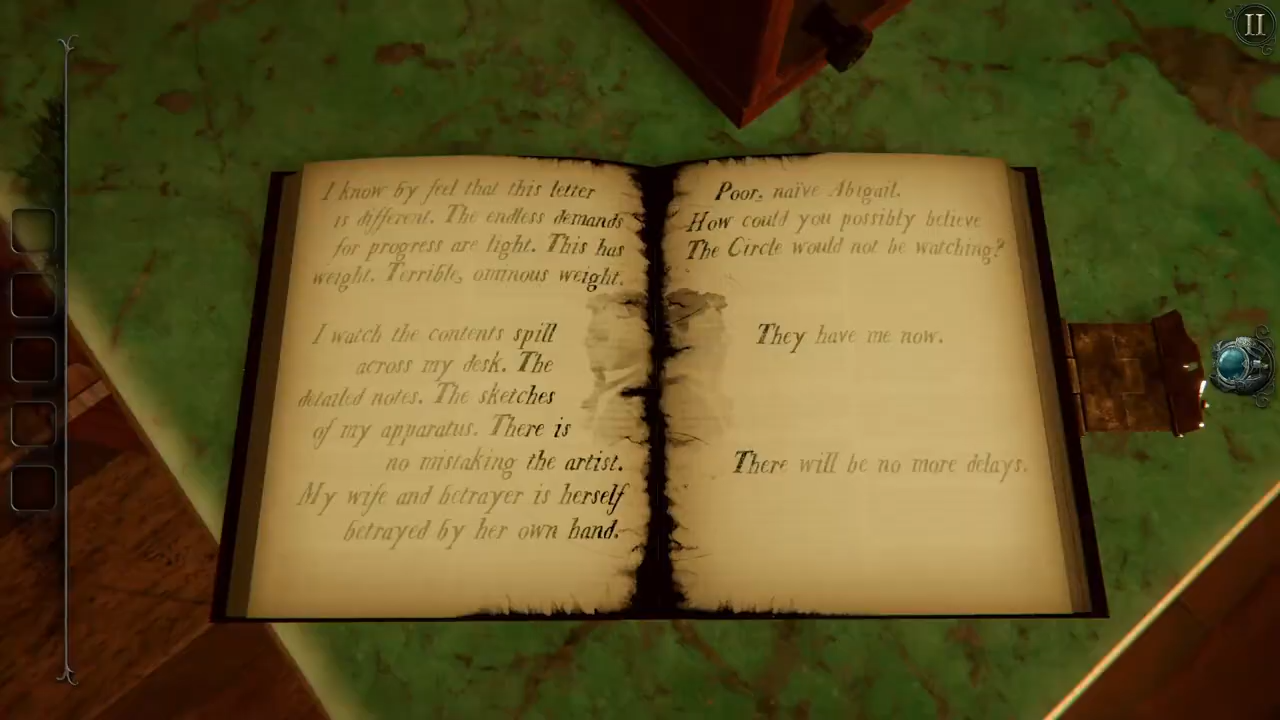 I know by feel that this letter
is different. The endless demands
for progress are light. This has
weight. Terrible, ominous weight.
I watch the contents spill
across my desk. The
detailed notes. The sketches
of my apparatus. There is
no mistaking the artist.
My wife and betrayer is herself
betrayed by her own hand.
Poor, naïve Abigail.
How could you possibly believe
The Circle would not be watching?
They have me now.
There will be no more delays.